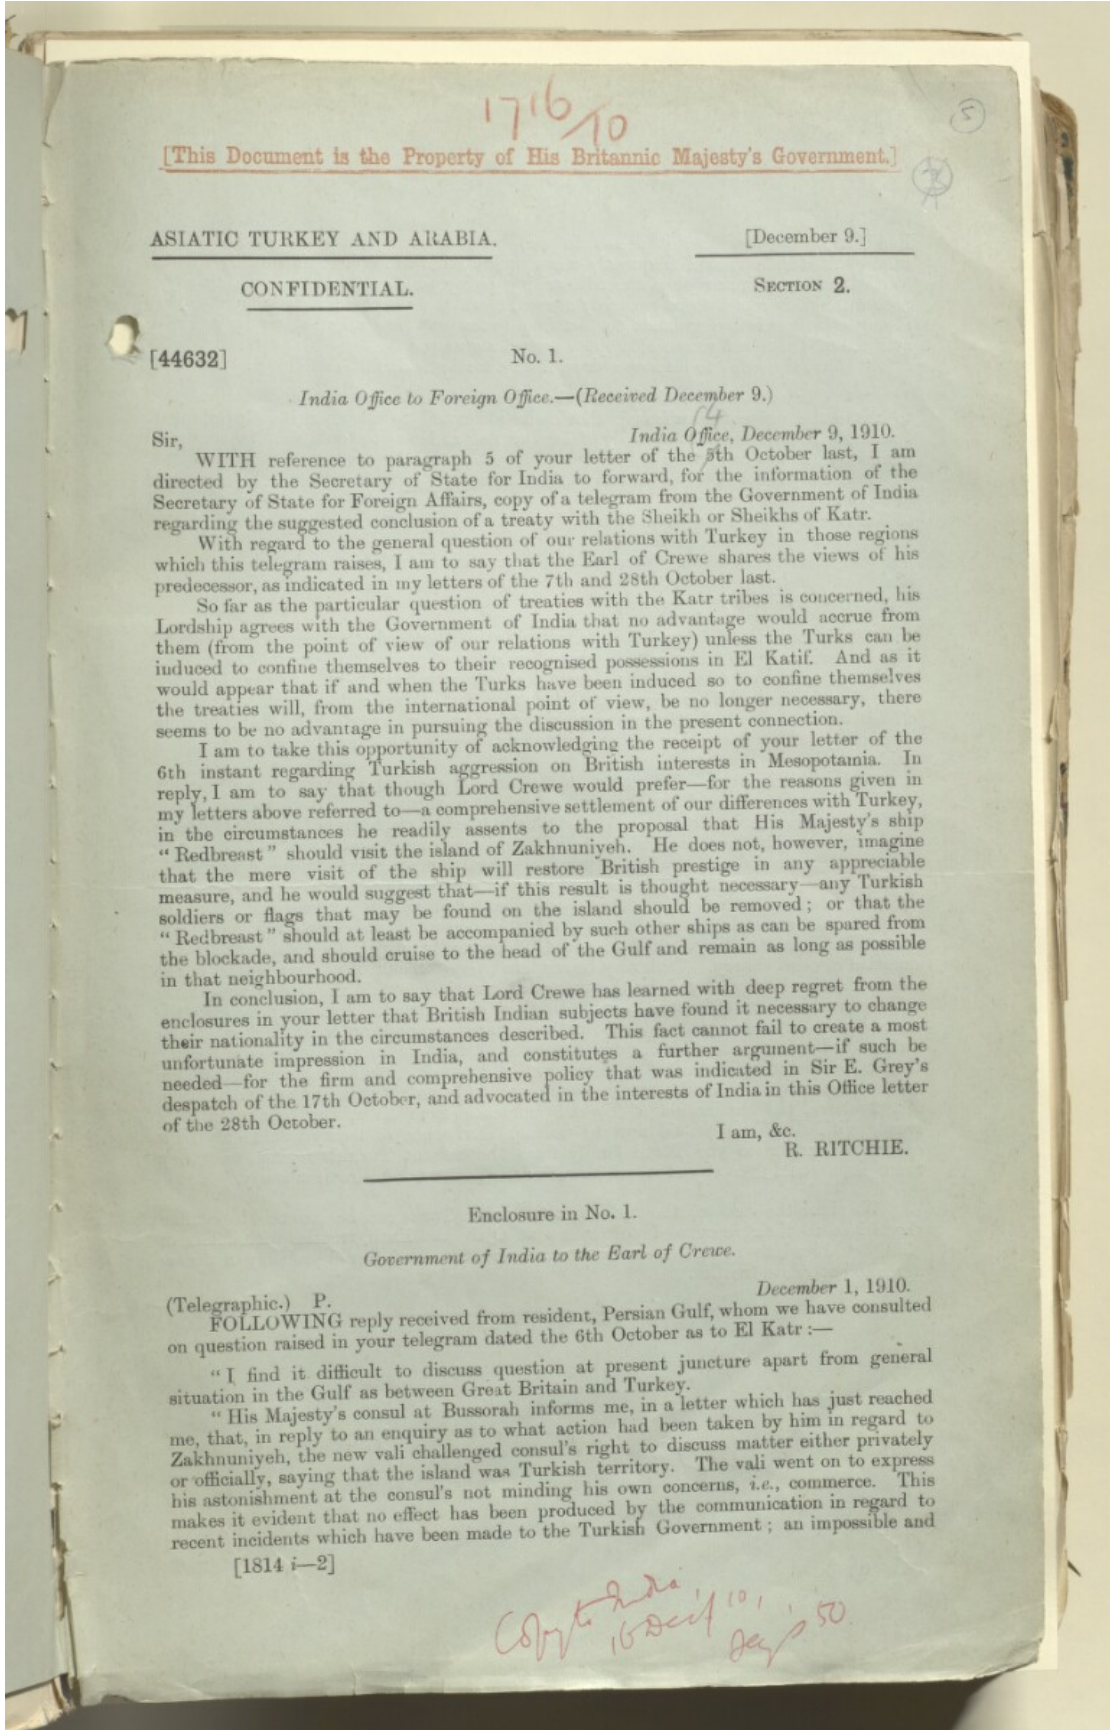 1716/10
5
[This Document is the Property of His Britannic Majesty's Government.]
ASIATIC TURKEY AND ARABIA.
[December 9.]
CONFIDENTIAL.
SECTION 2.
[44632]
No. 1.
India Office to Foreign Office.—(Received December 9.)
14
Sir,
India Office, December 9, 1910.
WITH reference to paragraph 5 of your letter of the 5th October last, I am
directed by the Secretary of State for India to forward, for the information of the
Secretary of State for Foreign Affairs, copy of a telegram from the Government of India
regarding the suggested conclusion of a treaty with the Sheikh or Sheikhs of Katr.
With regard to the general question of our relations with Turkey in those regions
which this telegram raises, I am to say that the Earl of Crewe shares the views of his
predecessor, as indicated in my letters of the 7th and 28th October last.
So far as the particular question of treaties with the Katr tribes is concerned, his
Lordship agrees with the Government of India that no advantage would accrue from
them (from the point of view of our relations with Turkey) unless the Turks can be
induced to confine themselves to their recognised possessions in El Katif. And as it
would appear that if and when the Turks have been induced so to confine themselves
the treaties will, from the international point of view, be no longer necessary, there
seems to be no advantage in pursuing the discussion in the present connection.
I am to take this opportunity of acknowledging the receipt of your letter of the
6th instant regarding Turkish aggression on British interests in Mesopotamia. In
reply, I am to say that though Lord Crewe would prefer—for the reasons given in
my letters above referred to—a comprehensive settlement of our differences with Turkey,
in the circumstances he readily assents to the proposal that His Majesty's ship
"Redbreast" should visit the island of Zakhnuniyeh. He does not, however, imagine
that the mere visit of the ship will restore British prestige in any appreciable
measure, and he would suggest that—if this result is thought necessary—any Turkish
soldiers or flags that may be found on the island should be removed; or that the
"Redbreast" should at least be accompanied by such other ships as can be spared from
the blockade, and should cruise to the head of the Gulf and remain as long as possible
in that neighbourhood.
In conclusion, I am to say that Lord Crewe has learned with deep regret from the
enclosures in your letter that British Indian subjects have found it necessary to change
their nationality in the circumstances described. This fact cannot fail to create a most
unfortunate impression in India, and constitutes a further argument—if such be
needed—for the firm and comprehensive policy that was indicated in Sir E. Grey's
despatch of the 17th October, and advocated in the interests of India in this Office letter
of the 28th October.
I am, &c.
R. RITCHIE.
Enclosure in No. 1.
Government of India to the Earl of Crewe.
(Telegraphic.) P.
December 1, 1910.
FOLLOWING reply received from resident, Persian Gulf, whom we have consulted
on question raised in your telegram dated the 6th October as to El Katr:—
"I find it difficult to discuss question at present juncture apart from general
situation in the Gulf as between Great Britain and Turkey.
"His Majesty's consul at Bussorah informs me, in a letter which has just reached
me, that, in reply to an enquiry as to what action had been taken by him in regard to
Zakhnuniyeh, the new vali challenged consul's right to discuss matter either privately
or officially, saying that the island was Turkish territory. The vali went on to express
his astonishment at the consul's not minding his own concerns, i.e., commerce. This
makes it evident that no effect has been produced by the communication in regard to
recent incidents which have been made to the Turkish Government; an impossible and
[1814 i—2]
Copy to India,
16 Dec 10,
50.